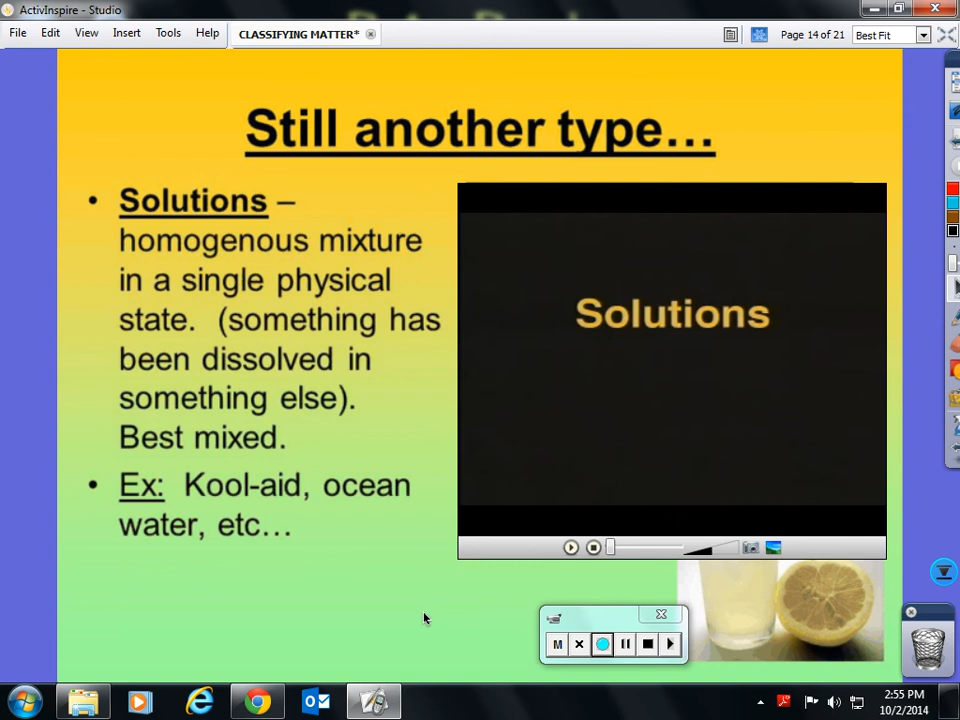 ActivInspire - Studio
File Edit View Insert Tools Help CLASSIFYING MATTER* Page 14 of 21 Best Fit
Still another type…
• Solutions –
homogenous mixture
in a single physical
state. (something has
been dissolved in
something else).
Best mixed.
• Ex: Kool-aid, ocean
water, etc…
Solutions
M
2:55 PM
10/2/2014